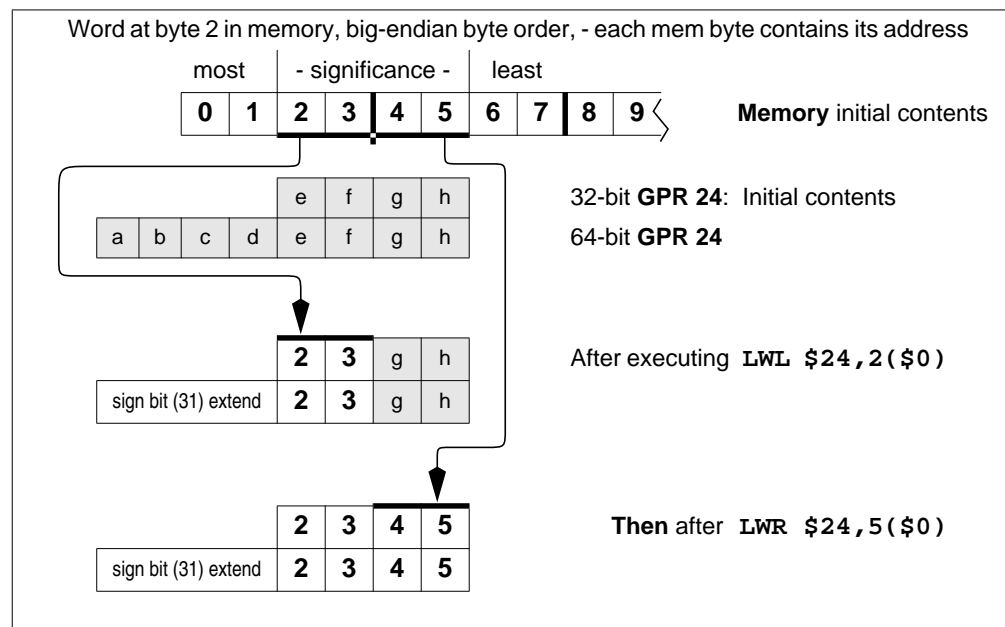 Word at byte 2 in memory, big-endian byte order, - each mem byte contains its address
most - significance - least
0 1 2 3 4 5 6 7 8 9 Memory initial contents
e f g h 32-bit GPR 24: Initial contents
a b c d e f g h 64-bit GPR 24
2 3 g h After executing LWL $24,2($0)
sign bit (31) extend 2 3 g h
2 3 4 5 Then after LWR $24,5($0)
sign bit (31) extend 2 3 4 5